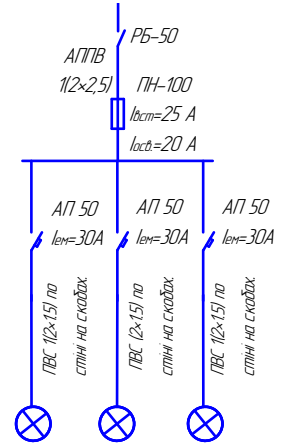 РБ-50
АППВ
1(2×2,5)
ПН-100
Iвст=25 А
Iосв.=20 А
АП 50
Iем=30А
АП 50
Iем=30А
АП 50
Iем=30А
ПВС 1(2×1.5) по
стіні на скобах.
ПВС (2×1.5) по
стіні на скобах.
ПВС 1(2×1.5) по
стіні на скобах.